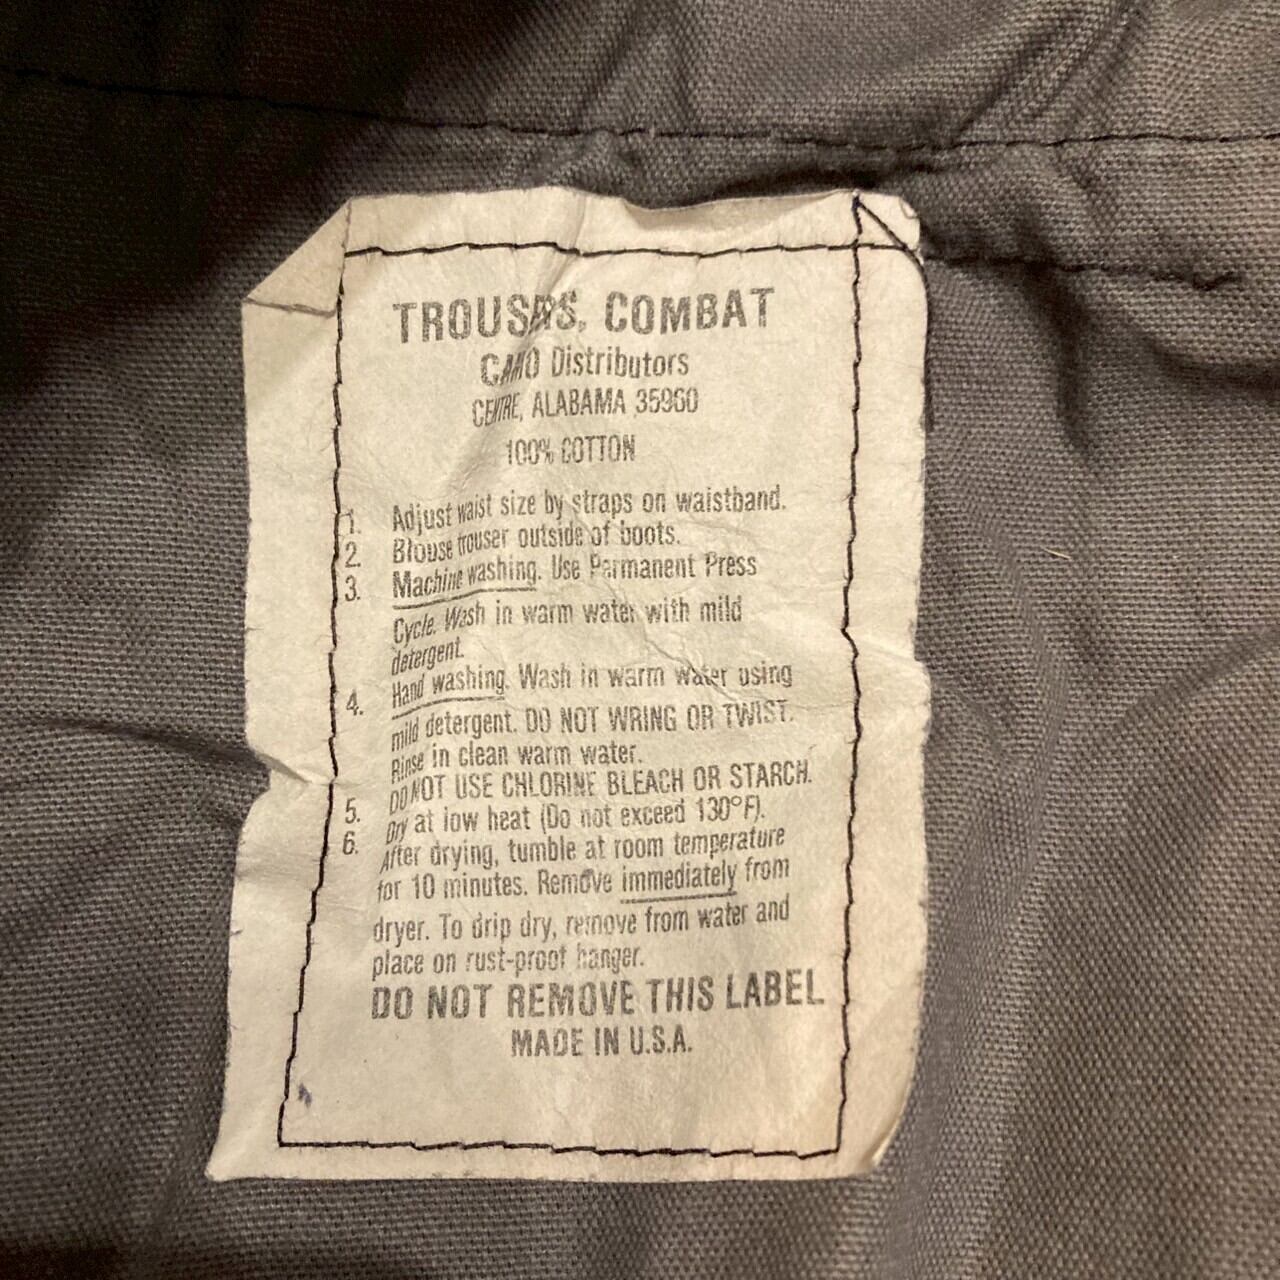 TROUSRS, COMBAT
CAMO Distributors
CENTRE, ALABAMA 35960
100% COTTON
1. Adjust waist size by straps on waistband.
2. Blouse trouser outside of boots.
3. Machine washing. Use Permanent Press
Cycle. Wash in warm water with mild
detergent.
4. Hand washing. Wash in warm water using
mild detergent. DO NOT WRING OR TWIST.
Rinse in clean warm water.
5. DO NOT USE CHLORINE BLEACH OR STARCH.
6. Dry at low heat (Do not exceed 130°F).
After drying, tumble at room temperature
for 10 minutes. Remove immediately from
dryer. To drip dry, remove from water and
place on rust-proof hanger.
DO NOT REMOVE THIS LABEL
MADE IN U.S.A.